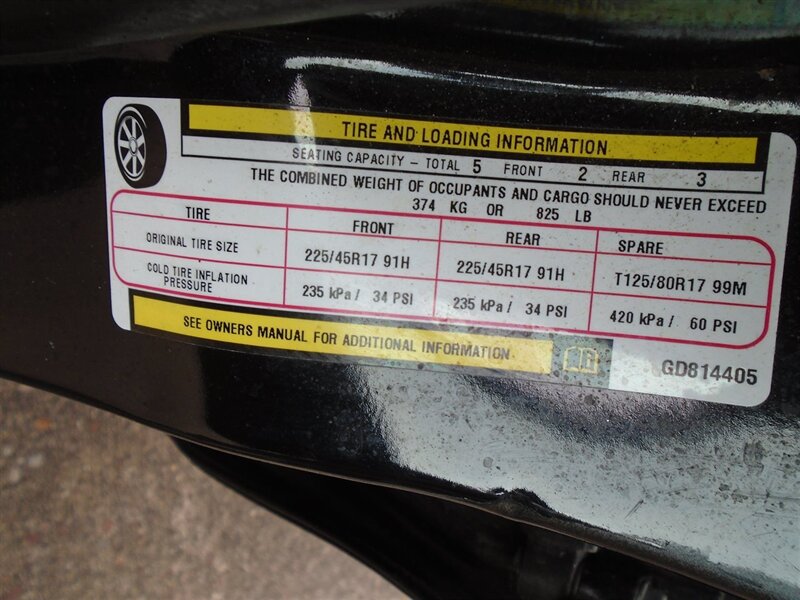 TIRE AND LOADING INFORMATION
SEATING CAPACITY - TOTAL 5 FRONT 2 REAR 3
THE COMBINED WEIGHT OF OCCUPANTS AND CARGO SHOULD NEVER EXCEED
374 KG OR 825 LB
TIRE FRONT REAR SPARE
ORIGINAL TIRE SIZE 225/45R17 91H 225/45R17 91H T125/80R17 99M
COLD TIRE INFLATION
PRESSURE 235 kPa / 34 PSI 235 kPa / 34 PSI 420 kPa / 60 PSI
SEE OWNERS MANUAL FOR ADDITIONAL INFORMATION
GD814405